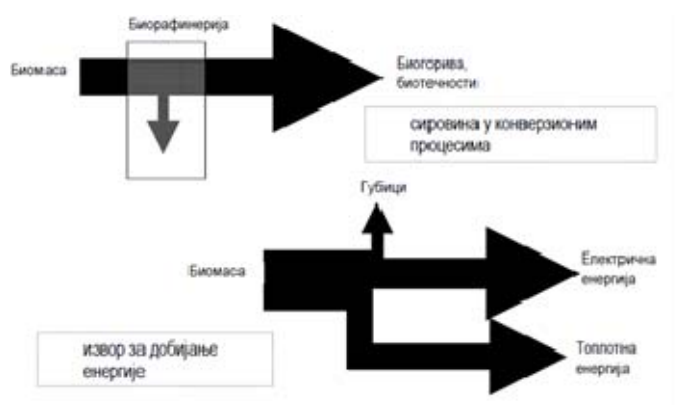 Биорафинерија
Биомаса
Биогорива,
биотечности
сировина у конверзионим
процесима
Губици
Биомаса
Електрична
енергија
извор за добијање
енергије
Топлотна
енергија